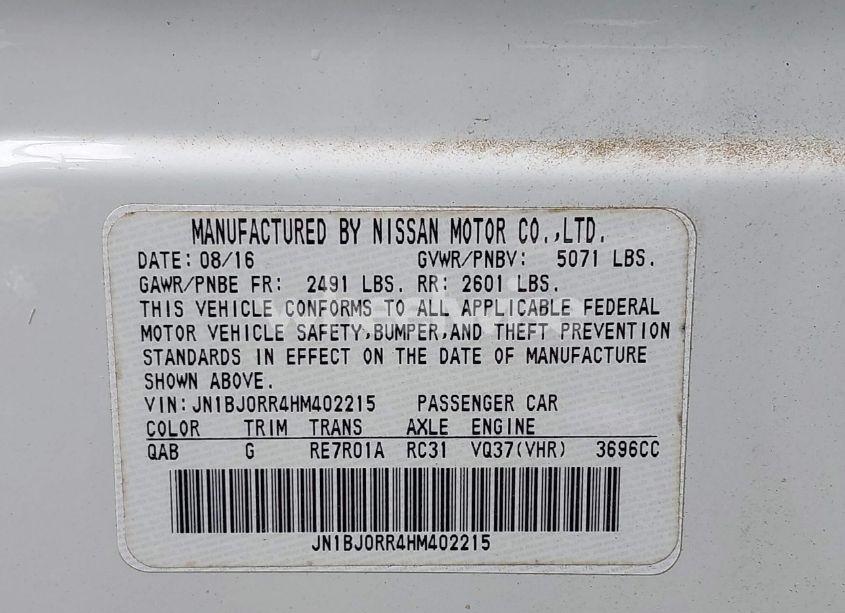 MANUFACTURED BY NISSAN MOTOR CO.,LTD.
DATE: 08/16 GVWR/PNBV: 5071 LBS.
GAWR/PNBE FR: 2491 LBS. RR: 2601 LBS.
THIS VEHICLE CONFORMS TO ALL APPLICABLE FEDERAL
MOTOR VEHICLE SAFETY,BUMPER,AND THEFT PREVENTION
STANDARDS IN EFFECT ON THE DATE OF MANUFACTURE
SHOWN ABOVE.
VIN:JN1BJ0RR4HM402215 PASSENGER CAR
COLOR TRIM TRANS AXLE ENGINE
QAB G RE7R01A RC31 VQ37(VHR) 3696CC
JN1BJ0RR4HM402215